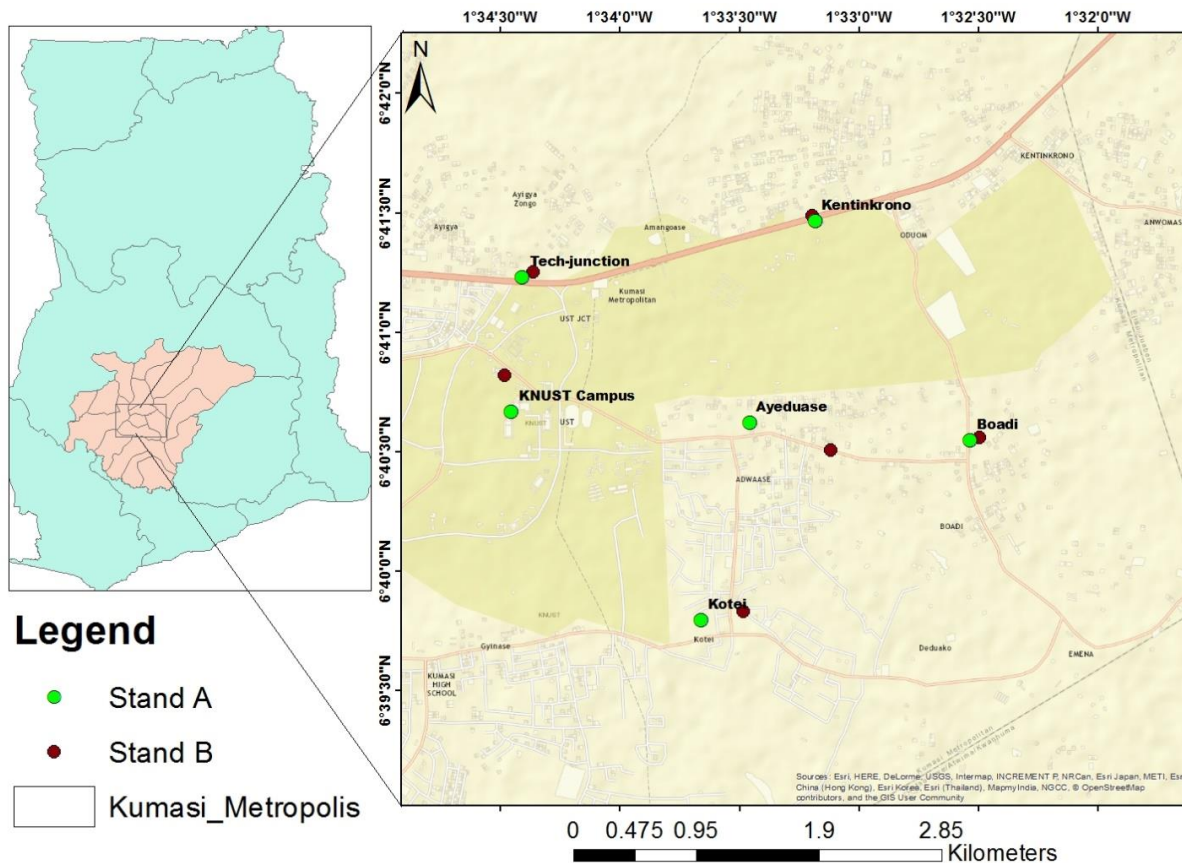 1°34'30"W 1°34'0"W 1°33'30"W 1°33'0"W 1°32'30"W 1°32'0"W
N
6°42'0"N
6°41'30"N
6°41'0"N
6°40'30"N
6°40'0"N
6°39'30"N
KENTINKRONO
Ayigya
Zongo
Kentinkrono
Ayigya
Amangoase
ODUOM
ANWOMAS
Tech-junction
Kumasi
Metropolitan
UST JCT
KNUST Campus
KNUST
UST
Ayeduase
Boadi
ADWAASE
BOADI
Kotei
KNUST
Kotei
Gyinase
Deduako
EMENA
KUMASI
HIGH
SCHOOL
Kumasi Metropolitan
Sources: Esri, HERE, DeLorme, USGS, Intermap, INCREMENT P, NRCan, Esri Japan, METI, Esri
China (Hong Kong), Esri Korea, Esri (Thailand), MapmyIndia, NGCC, © OpenStreetMap
contributors, and the GIS User Community
Legend
Stand A
Stand B
Kumasi_Metropolis
0 0.475 0.95 1.9 2.85
Kilometers